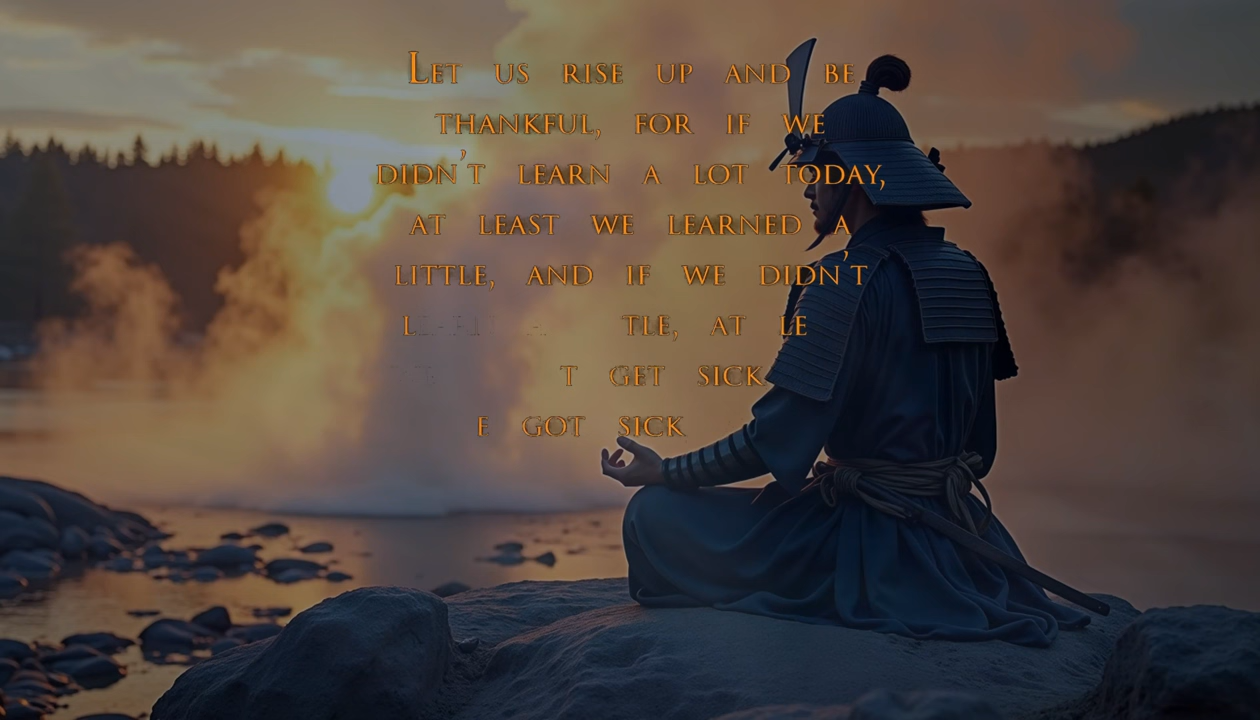 Let us rise up and be
thankful, for if we
didn't learn a lot today,
at least we learned a
little, and if we didn't
tle, at le
t get sick
e got sick